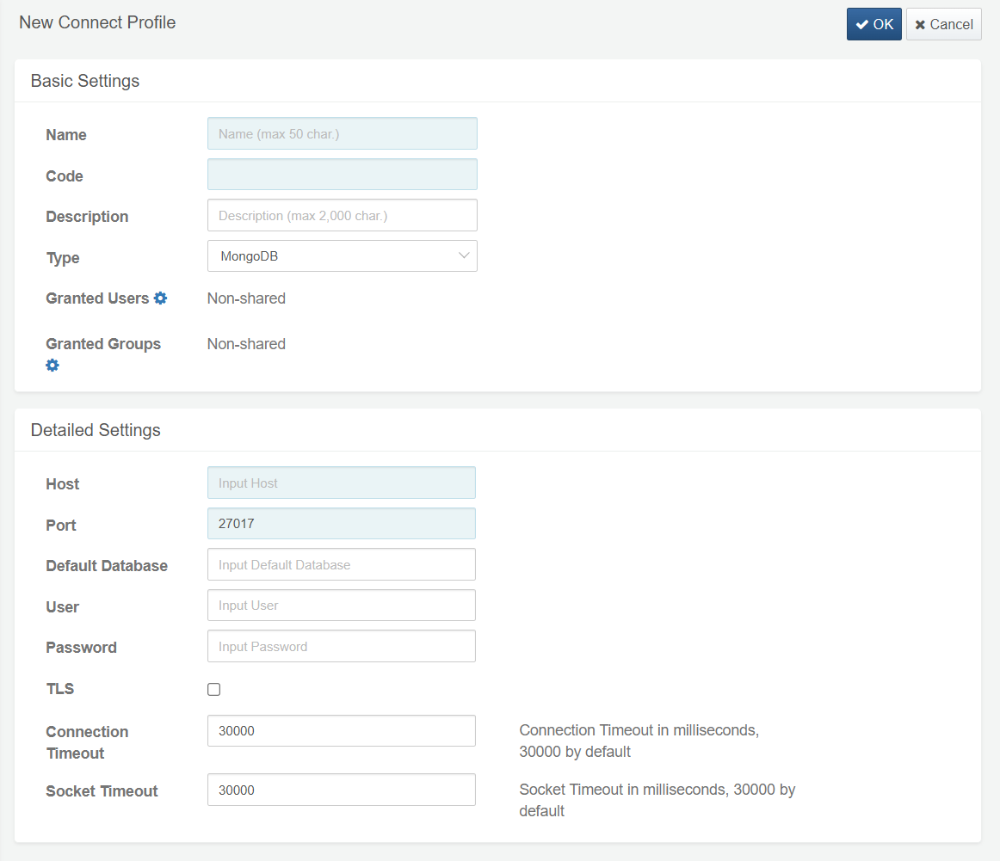 New Connect Profile
OK
Cancel
Basic Settings
Name
Name (max 50 char.)
Code
Description
Description (max 2,000 char.)
Type
MongoDB
Granted Users
Non-shared
Granted Groups
Non-shared
Detailed Settings
Host
Input Host
Port
27017
Default Database
Input Default Database
User
Input User
Password
Input Password
TLS
Connection
Timeout
30000
Connection Timeout in milliseconds,
30000 by default
Socket Timeout
30000
Socket Timeout in milliseconds, 30000 by
default